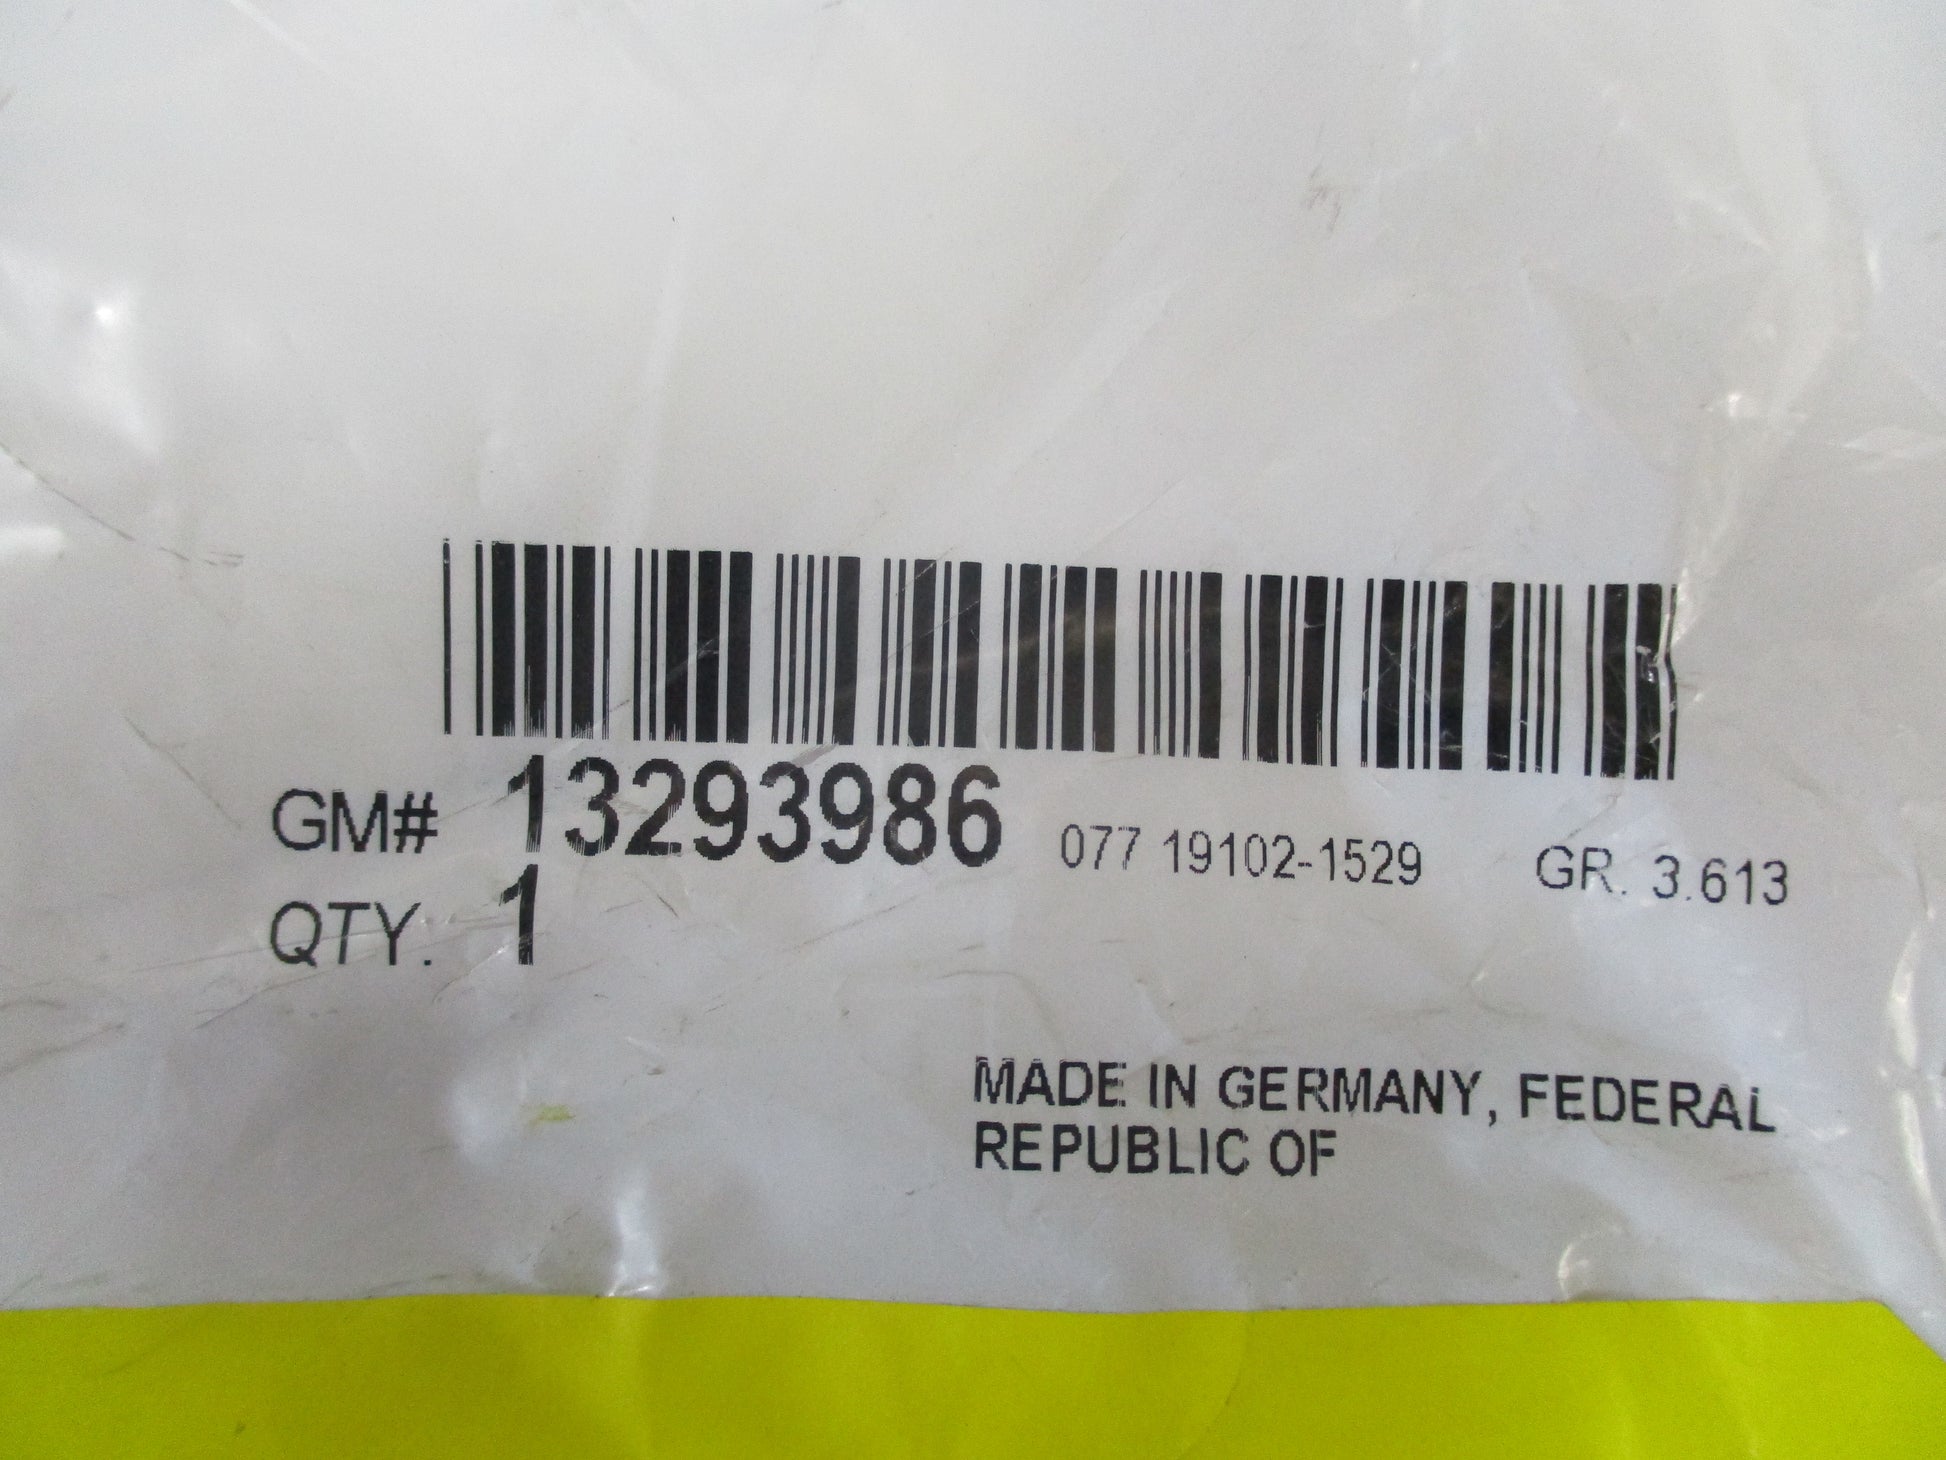 GM# 13293986 077 19102-1529 GR. 3.613
QTY. 1
MADE IN GERMANY, FEDERAL
REPUBLIC OF